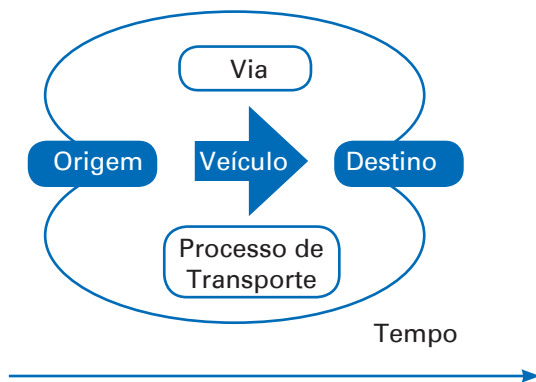 Via
Origem
Veículo
Destino
Processo de
Transporte
Tempo